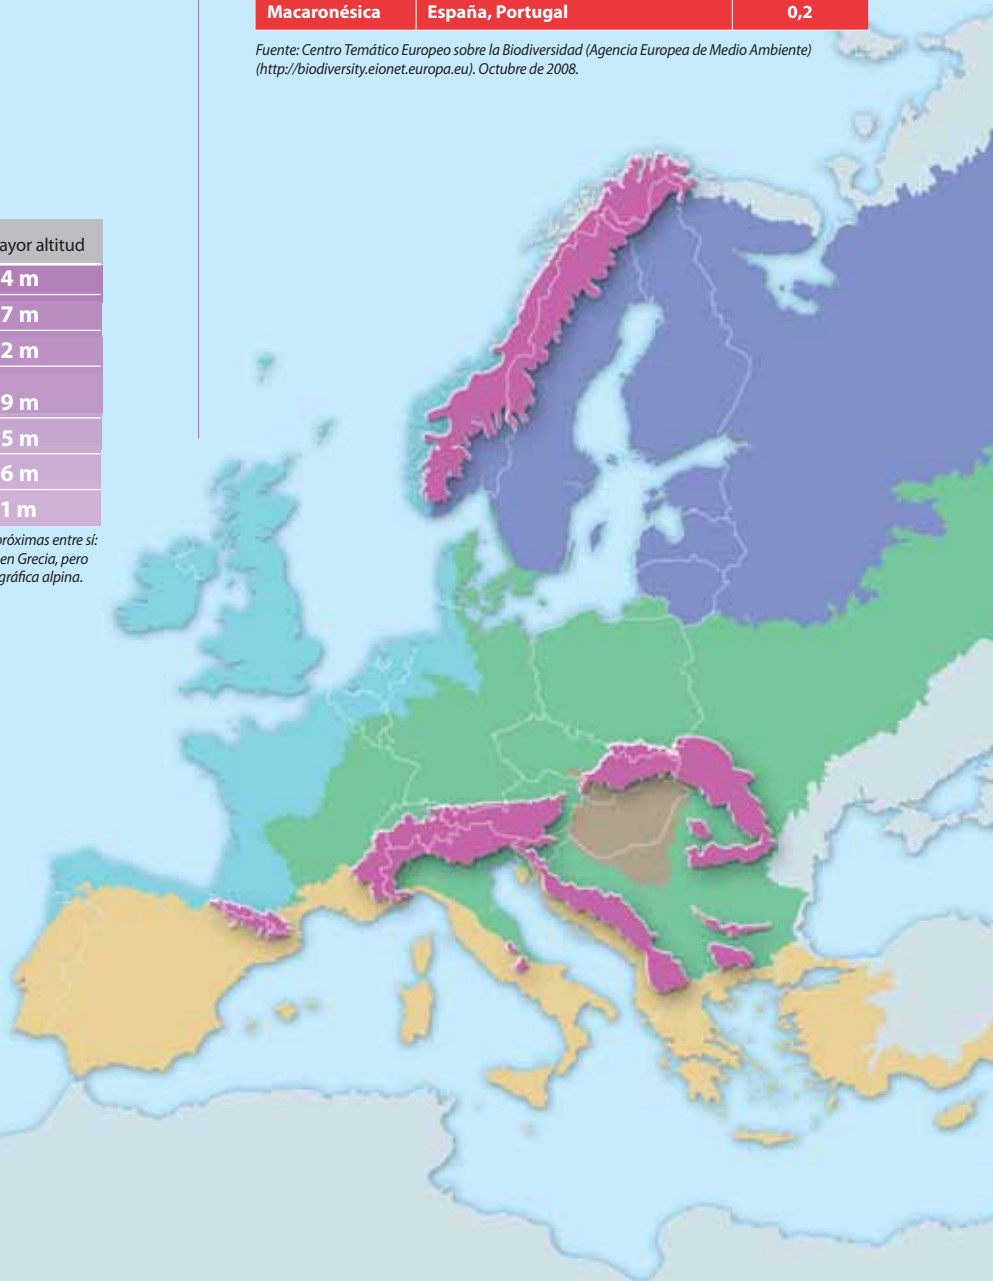 Macaronésica España, Portugal 0,2
Fuente: Centro Temático Europeo sobre la Biodiversidad (Agencia Europea de Medio Ambiente)
(http://biodiversity.eionet.europa.eu). Octubre de 2008.
ayor altitud
4 m
7 m
2 m
9 m
5 m
6 m
1 m
próximas entre sí:
en Grecia, pero
gráfica alpina.